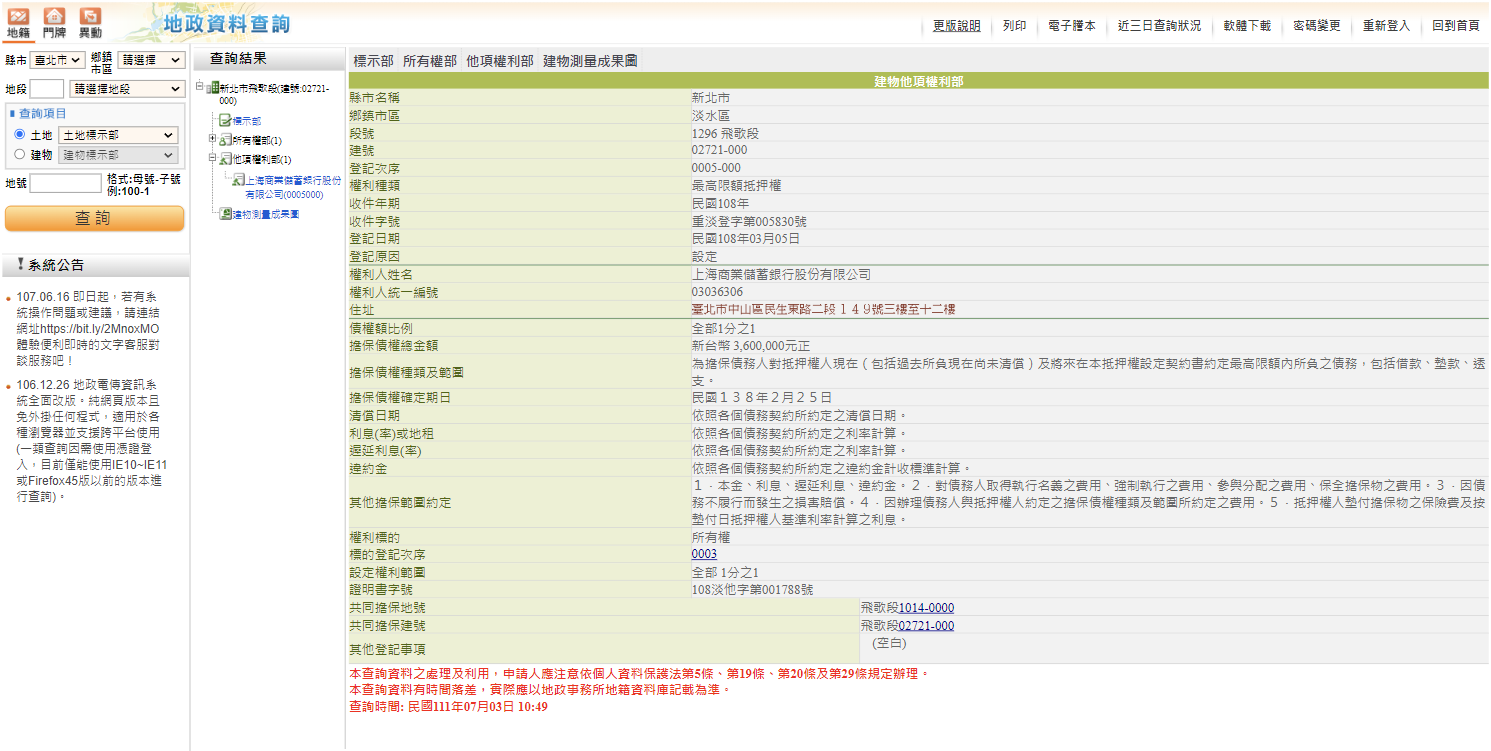 地籍 門牌 異動 地政資料查詢 更版說明 列印 電子謄本 近三日查詢狀況 軟體下載 密碼變更 重新登入 回到首頁
縣市 臺北市 鄉鎮市區 請選擇
地段 請選擇地段
查詢項目
土地 土地標示部
建物 建物標示部
地號 格式:母號-子號
例:100-1
查詢
系統公告
107.06.16 即日起，若有系
統操作問題或建議，請連結
網址https://bit.ly/2MnoxMO
體驗便利即時的文字客服對
談服務吧！
106.12.26 地政電傳資訊系
統全面改版。純網頁版本且
免外掛任何程式，適用於各
種瀏覽器並支援跨平台使用
(一類查詢因需使用憑證登
入，目前僅能使用IE10~IE11
或Firefox45版以前的版本進
行查詢)。
查詢結果
新北市飛歌段(建號:02721-
000)
標示部
所有權部(1)
他項權利部(1)
上海商業儲蓄銀行股份
有限公司(0005000)
建物測量成果圖
標示部 所有權部 他項權利部 建物測量成果圖
建物他項權利部
縣市名稱 新北市
鄉鎮市區 淡水區
段號 1296 飛歌段
建號 02721-000
登記次序 0005-000
權利種類 最高限額抵押權
收件年期 民國108年
收件字號 重淡登字第005830號
登記日期 民國108年03月05日
登記原因 設定
權利人姓名 上海商業儲蓄銀行股份有限公司
權利人統一編號 03036306
住址 臺北市中山區民生東路二段１４９號三樓至十二樓
債權額比例 全部1分之1
擔保債權總金額 新台幣 3,600,000元正
擔保債權種類及範圍 為擔保債務人對抵押權人現在（包括過去所負現在尚未清償）及將來在本抵押權設定契約書約定最高限額內所負之債務，包括借款、墊款、透
支。
擔保債權確定期日 民國１３８年２月２５日
清償日期 依照各個債務契約所約定之清償日期。
利息(率)或地租 依照各個債務契約所約定之利率計算。
遲延利息(率) 依照各個債務契約所約定之利率計算。
違約金 依照各個債務契約所約定之違約金計收標準計算。
其他擔保範圍約定 １．本金、利息、遲延利息、違約金。２．對債務人取得執行名義之費用、強制執行之費用、參與分配之費用、保全擔保物之費用。３．因債
務不履行而發生之損害賠償。４．因辦理債務人與抵押權人約定之擔保債權種類及範圍所約定之費用。５．抵押權人墊付擔保物之保險費及按
墊付日抵押權人基準利率計算之利息。
權利標的 所有權
標的登記次序 0003
設定權利範圍 全部 1分之1
證明書字號 108淡他字第001788號
共同擔保地號 飛歌段1014-0000
共同擔保建號 飛歌段02721-000
其他登記事項 (空白)
本查詢資料之處理及利用，申請人應注意依個人資料保護法第5條、第19條、第20條及第29條規定辦理。
本查詢資料有時間落差，實際應以地政事務所地籍資料庫記載為準。
查詢時間: 民國111年07月03日 10:49